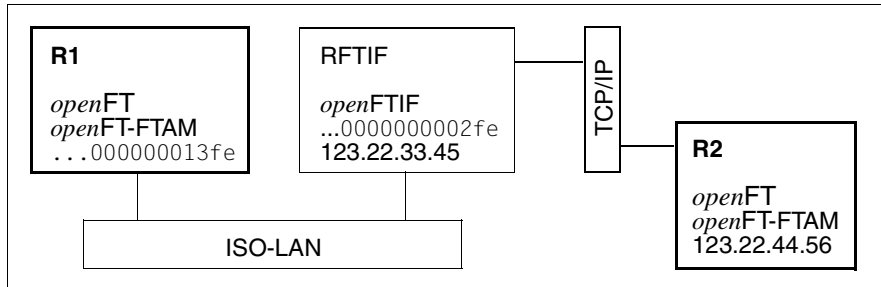 R1
openFT
openFT-FTAM
...000000013fe
RFTIF
openFTIF
...0000000002fe
123.22.33.45
TCP/IP
R2
openFT
openFT-FTAM
123.22.44.56
ISO-LAN